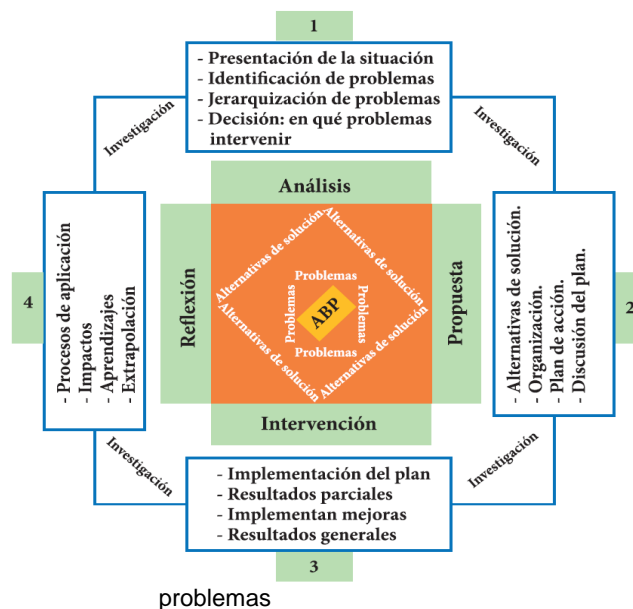 1
- Presentación de la situación
- Identificación de problemas
- Jerarquización de problemas
- Decisión: en qué problemas
intervenir
Investigación
Investigación
Análisis
4
- Procesos de aplicación
- Impactos
- Aprendizajes
- Extrapolación
Reflexión
Alternativas de solución
Alternativas de solución
Problemas
Problemas
ABP
Problemas
Problemas
Alternativas de solución
Alternativas de solución
Propuesta
- Alternativas de solución.
- Organización.
- Plan de acción.
- Discusión del plan.
2
Intervención
Investigación
Investigación
- Implementación del plan
- Resultados parciales
- Implementan mejoras
- Resultados generales
3
problemas